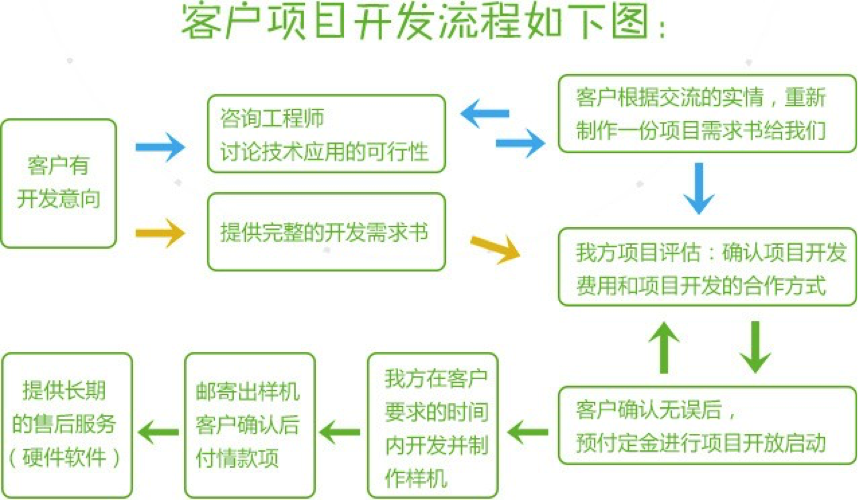 客户项目开发流程如下图：
客户有
开发意向
咨询工程师
讨论技术应用的可行性
客户根据交流的实情，重新
制作一份项目需求书给我们
提供完整的开发需求书
我方项目评估：确认项目开发
费用和项目开发的合作方式
客户确认无误后，
预付定金进行项目开放启动
我方在客户
要求的时间
内开发并制
作样机
邮寄出样机
客户确认后
付情款项
提供长期
的售后服务
（硬件软件）